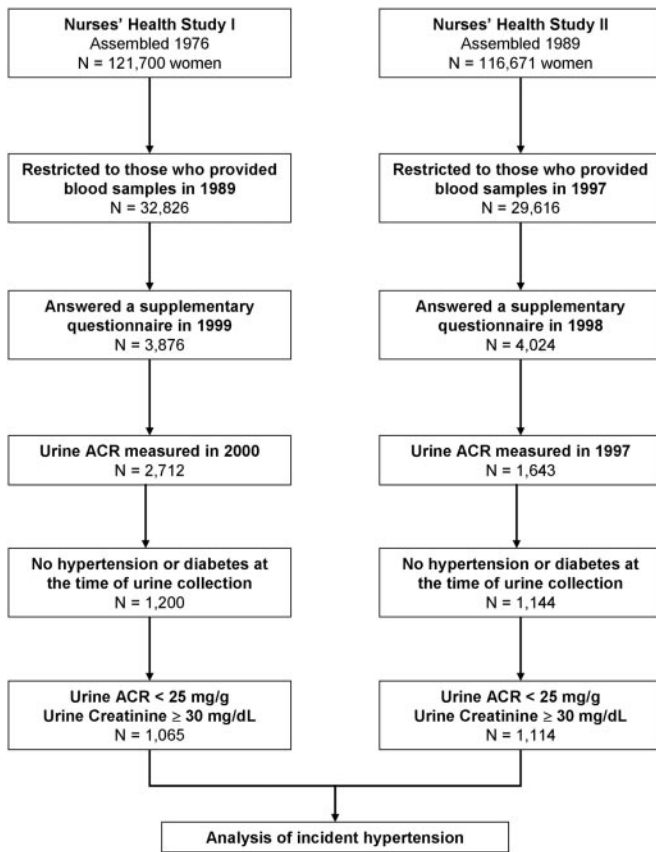 Nurses' Health Study I
Assembled 1976
N = 121,700 women
Restricted to those who provided
blood samples in 1989
N = 32,826
Answered a supplementary
questionnaire in 1999
N = 3,876
Urine ACR measured in 2000
N = 2,712
No hypertension or diabetes at
the time of urine collection
N = 1,200
Urine ACR < 25 mg/g
Urine Creatinine ≥ 30 mg/dL
N = 1,065
Nurses' Health Study II
Assembled 1989
N = 116,671 women
Restricted to those who provided
blood samples in 1997
N = 29,616
Answered a supplementary
questionnaire in 1998
N = 4,024
Urine ACR measured in 1997
N = 1,643
No hypertension or diabetes at
the time of urine collection
N = 1,144
Urine ACR < 25 mg/g
Urine Creatinine ≥ 30 mg/dL
N = 1,114
Analysis of incident hypertension